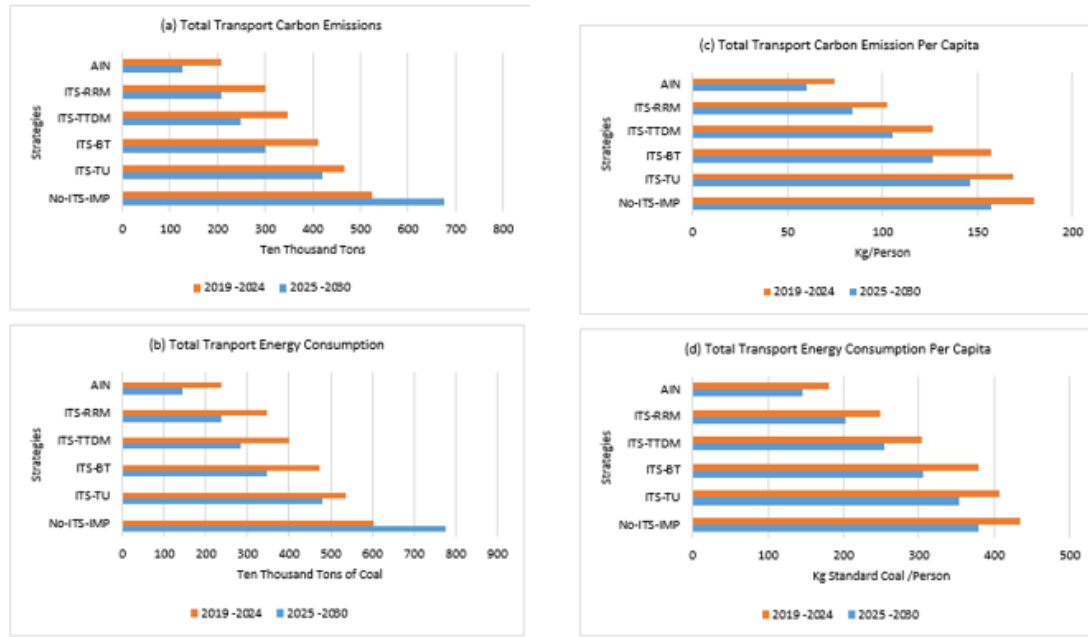 (a) Total Transport Carbon Emissions
Strategies
AIN
ITS-RRM
ITS-TTDM
ITS-BT
ITS-TU
No-ITS-IMP
0 100 200 300 400 500 600 700 800
Ten Thousand Tons
2019 -2024 2025 -2030
(b) Total Tranport Energy Consumption
Strategies
AIN
ITS-RRM
ITS-TTDM
ITS-BT
ITS-TU
No-ITS-IMP
0 100 200 300 400 500 600 700 800 900
Ten Thousand Tons of Coal
2019 -2024 2025 -2030
(c) Total Transport Carbon Emission Per Capita
Strategies
AIN
ITS-RRM
ITS-TTDM
ITS-BT
ITS-TU
No-ITS-IMP
0 50 100 150 200
Kg/Person
2019 -2024 2025 -2030
(d) Total Transport Energy Consumption Per Capita
Strategies
AIN
ITS-RRM
ITS-TTDM
ITS-BT
ITS-TU
No-ITS-IMP
0 100 200 300 400 500
Kg Standard Coal /Person
2019 -2024 2025 -2030